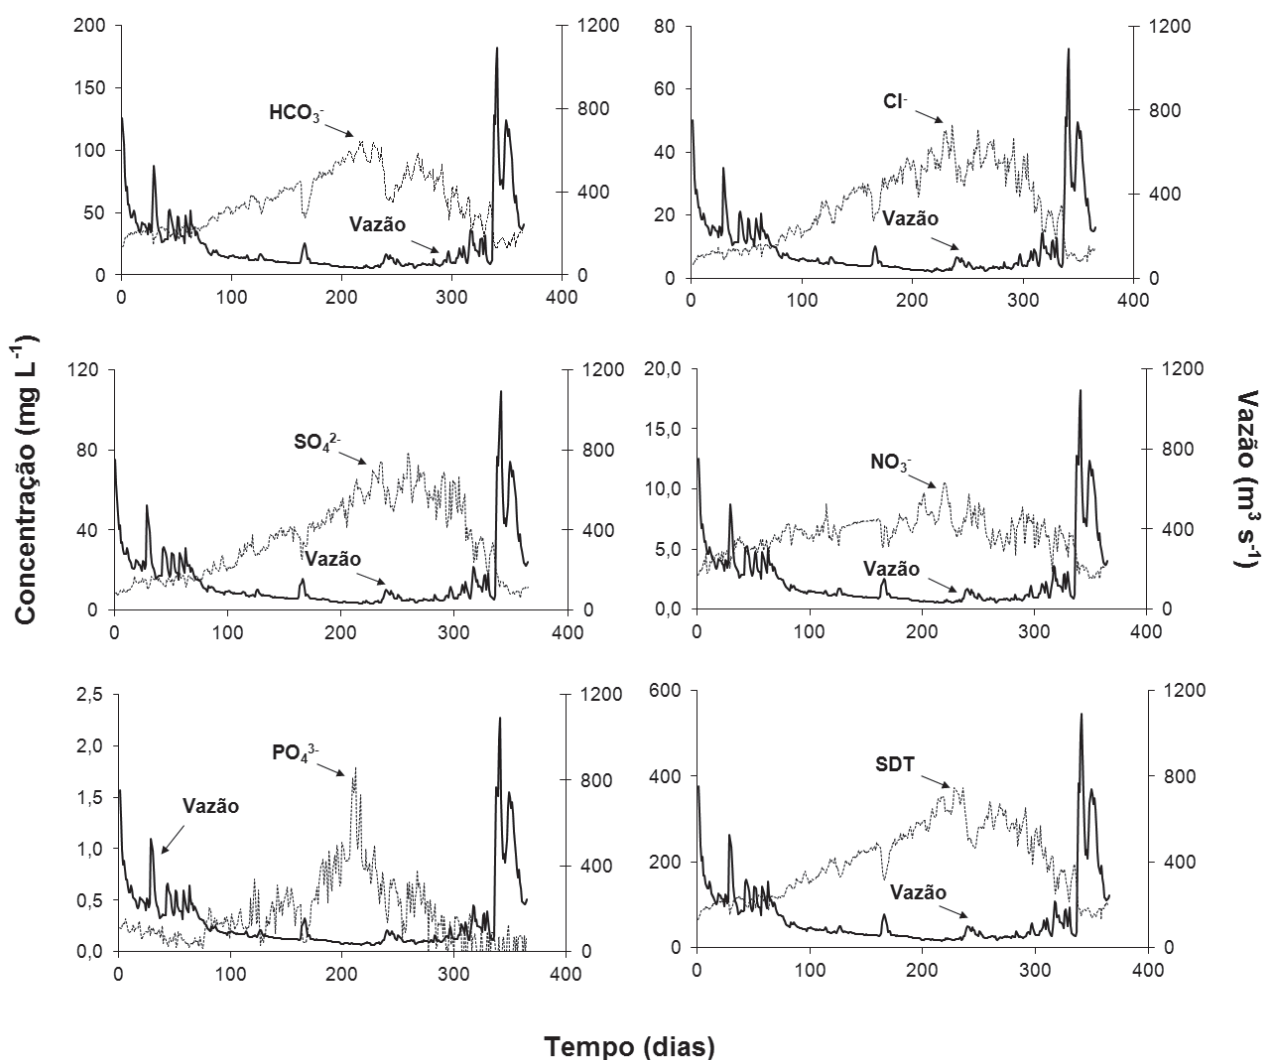 Concentração (mg L⁻¹)
Vazão (m³ s⁻¹)
Tempo (dias)
200
150
100
50
0
1200
800
400
0
0 100 200 300 400
HCO₃⁻
Vazão
80
60
40
20
0
1200
800
400
0
0 100 200 300 400
Cl⁻
Vazão
120
80
40
0
1200
800
400
0
0 100 200 300 400
SO₄²⁻
Vazão
20,0
15,0
10,0
5,0
0,0
1200
800
400
0
0 100 200 300 400
NO₃⁻
Vazão
2,5
2,0
1,5
1,0
0,5
0,0
1200
800
400
0
0 100 200 300 400
PO₄³⁻
Vazão
600
400
200
0
1200
800
400
0
0 100 200 300 400
SDT
Vazão